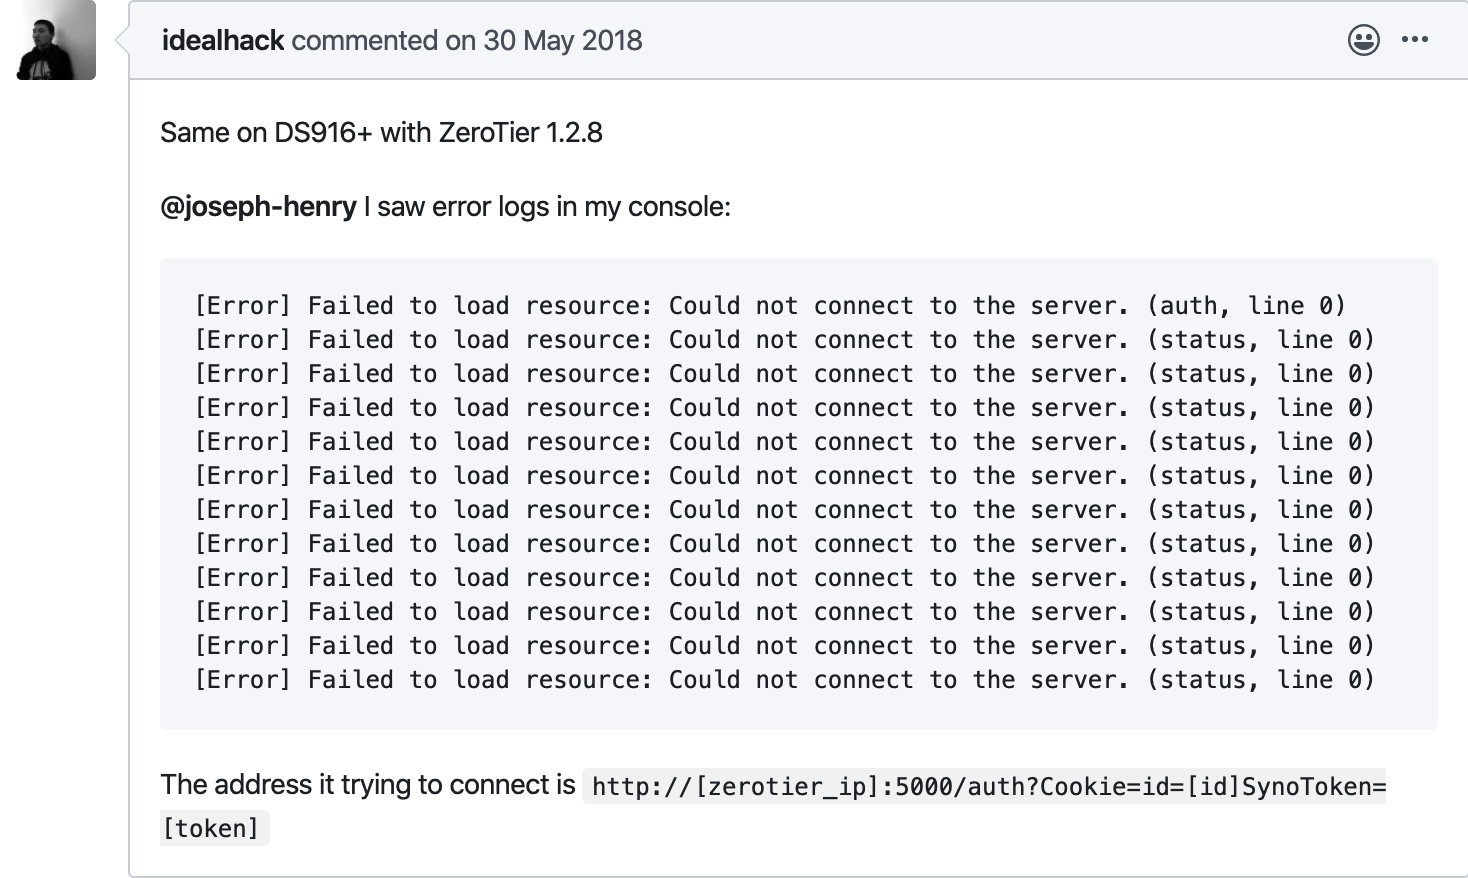 idealhack commented on 30 May 2018
Same on DS916+ with ZeroTier 1.2.8
@joseph-henry I saw error logs in my console:
[Error] Failed to load resource: Could not connect to the server. (auth, line 0)
[Error] Failed to load resource: Could not connect to the server. (status, line 0)
[Error] Failed to load resource: Could not connect to the server. (status, line 0)
[Error] Failed to load resource: Could not connect to the server. (status, line 0)
[Error] Failed to load resource: Could not connect to the server. (status, line 0)
[Error] Failed to load resource: Could not connect to the server. (status, line 0)
[Error] Failed to load resource: Could not connect to the server. (status, line 0)
[Error] Failed to load resource: Could not connect to the server. (status, line 0)
[Error] Failed to load resource: Could not connect to the server. (status, line 0)
[Error] Failed to load resource: Could not connect to the server. (status, line 0)
[Error] Failed to load resource: Could not connect to the server. (status, line 0)
[Error] Failed to load resource: Could not connect to the server. (status, line 0)
The address it trying to connect is http://[zerotier_ip]:5000/auth?Cookie=id=[id]SynoToken=
[token]